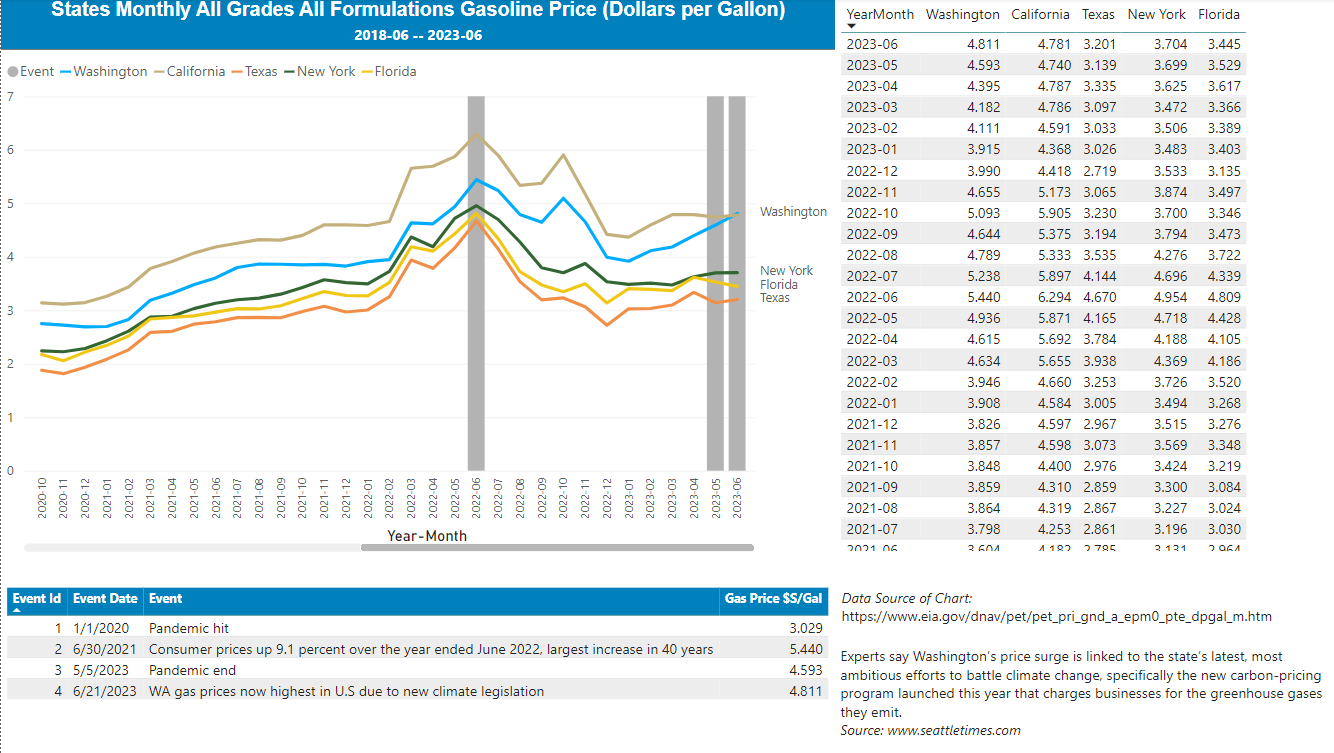 States Monthly All Grades All Formulations Gasoline Price (Dollars per Gallon)
2018-06 -- 2023-06
Event Washington California Texas New York Florida
7
6
5
4
3
2
1
0
Washington
New York
Florida
Texas
2020-10 2020-11 2020-12 2021-01 2021-02 2021-03 2021-04 2021-05 2021-06 2021-07 2021-08 2021-09 2021-10 2021-11 2021-12 2022-01 2022-02 2022-03 2022-04 2022-05 2022-06 2022-07 2022-08 2022-09 2022-10 2022-11 2022-12 2023-01 2023-02 2023-03 2023-04 2023-05 2023-06
Year-Month
YearMonth Washington California Texas New York Florida
2023-06 4.811 4.781 3.201 3.704 3.445
2023-05 4.593 4.740 3.139 3.699 3.529
2023-04 4.395 4.787 3.335 3.625 3.617
2023-03 4.182 4.786 3.097 3.472 3.366
2023-02 4.111 4.591 3.033 3.506 3.389
2023-01 3.915 4.368 3.026 3.483 3.403
2022-12 3.990 4.418 2.719 3.533 3.135
2022-11 4.655 5.173 3.065 3.874 3.497
2022-10 5.093 5.905 3.230 3.700 3.346
2022-09 4.644 5.375 3.194 3.794 3.473
2022-08 4.789 5.333 3.535 4.276 3.722
2022-07 5.238 5.897 4.144 4.696 4.339
2022-06 5.440 6.294 4.670 4.954 4.809
2022-05 4.936 5.871 4.165 4.718 4.428
2022-04 4.615 5.692 3.784 4.188 4.105
2022-03 4.634 5.655 3.938 4.369 4.186
2022-02 3.946 4.660 3.253 3.726 3.520
2022-01 3.908 4.584 3.005 3.494 3.268
2021-12 3.826 4.597 2.967 3.515 3.276
2021-11 3.857 4.598 3.073 3.569 3.348
2021-10 3.848 4.400 2.976 3.424 3.219
2021-09 3.859 4.310 2.859 3.300 3.084
2021-08 3.864 4.319 2.867 3.227 3.024
2021-07 3.798 4.253 2.861 3.196 3.030
2021-06 3.604 4.182 2.785 3.131 2.964
Event Id Event Date Event Gas Price $S/Gal
1 1/1/2020 Pandemic hit 3.029
2 6/30/2021 Consumer prices up 9.1 percent over the year ended June 2022, largest increase in 40 years 5.440
3 5/5/2023 Pandemic end 4.593
4 6/21/2023 WA gas prices now highest in U.S due to new climate legislation 4.811
Data Source of Chart:
https://www.eia.gov/dnav/pet/pet_pri_gnd_a_epm0_pte_dpgal_m.htm
Experts say Washington's price surge is linked to the state's latest, most
ambitious efforts to battle climate change, specifically the new carbon-pricing
program launched this year that charges businesses for the greenhouse gases
they emit.
Source: www.seattletimes.com